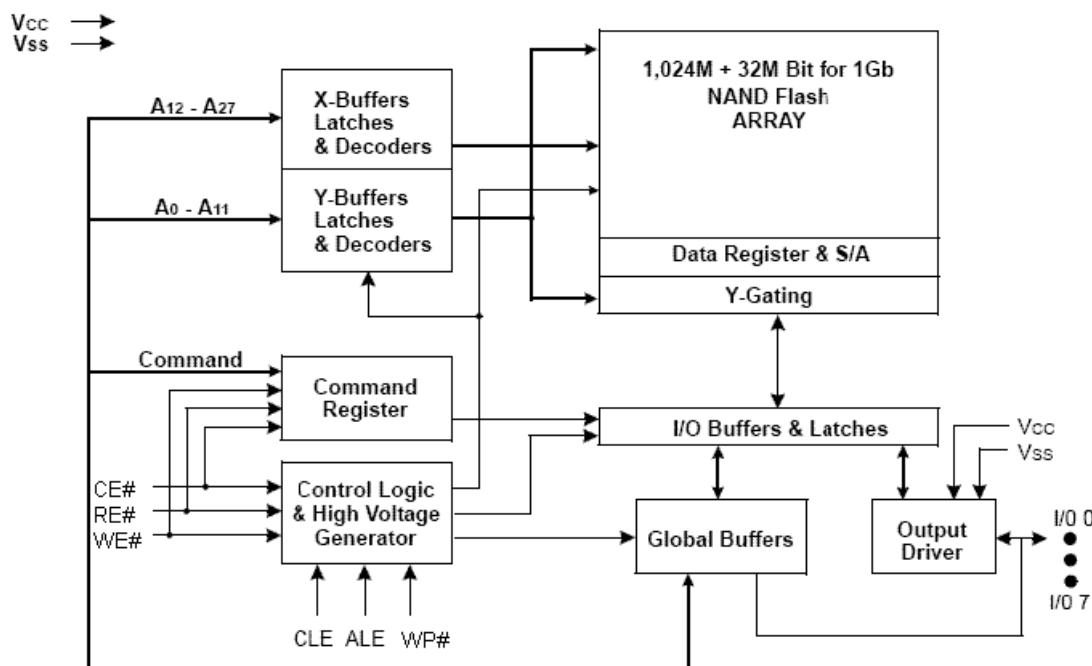 Vcc
Vss
A12 - A27
X-Buffers
Latches
& Decoders
1,024M + 32M Bit for 1Gb
NAND Flash
ARRAY
A0 - A11
Y-Buffers
Latches
& Decoders
Data Register & S/A
Y-Gating
Command
Command
Register
I/O Buffers & Latches
Vcc
Vss
CE#
RE#
WE#
Control Logic
& High Voltage
Generator
Global Buffers
Output
Driver
I/0 0
I/0 7
CLE ALE WP#